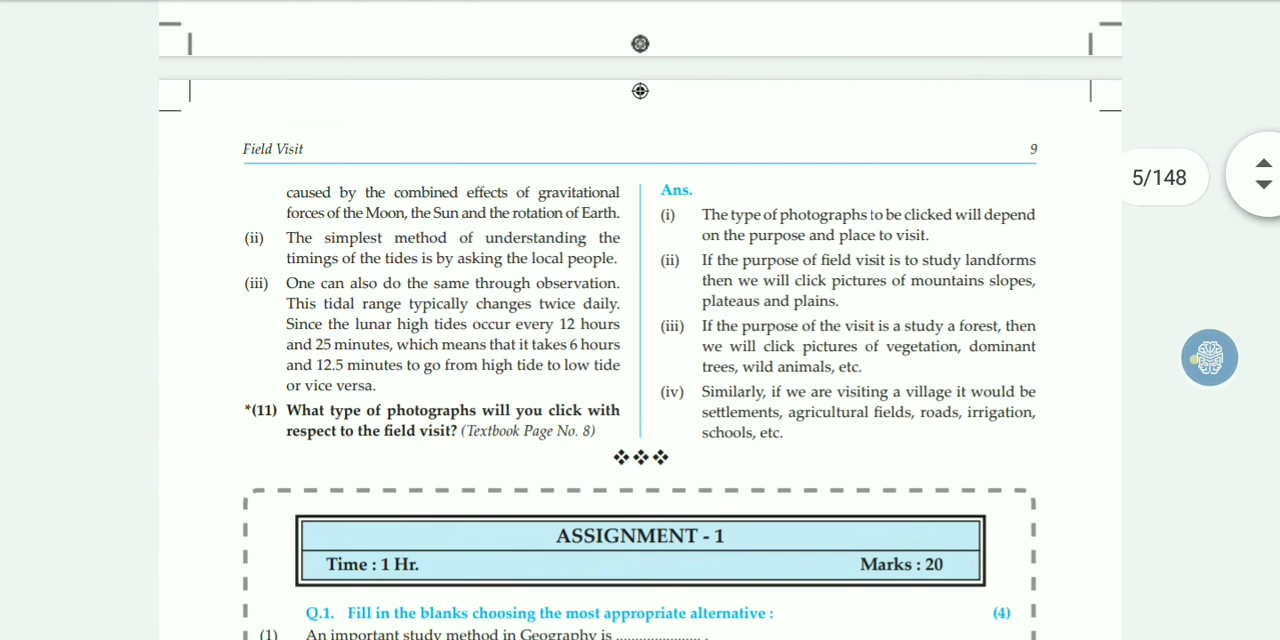 Field Visit
9
caused by the combined effects of gravitational
forces of the Moon, the Sun and the rotation of Earth.
(ii) The simplest method of understanding the
timings of the tides is by asking the local people.
(iii) One can also do the same through observation.
This tidal range typically changes twice daily.
Since the lunar high tides occur every 12 hours
and 25 minutes, which means that it takes 6 hours
and 12.5 minutes to go from high tide to low tide
or vice versa.
*(11) What type of photographs will you click with
respect to the field visit? (Textbook Page No. 8)
Ans.
(i) The type of photographs to be clicked will depend
on the purpose and place to visit.
(ii) If the purpose of field visit is to study landforms
then we will click pictures of mountains slopes,
plateaus and plains.
(iii) If the purpose of the visit is a study a forest, then
we will click pictures of vegetation, dominant
trees, wild animals, etc.
(iv) Similarly, if we are visiting a village it would be
settlements, agricultural fields, roads, irrigation,
schools, etc.
5/148
ASSIGNMENT - 1
Time : 1 Hr. Marks : 20
Q.1. Fill in the blanks choosing the most appropriate alternative : (4)
(1) An important study method in Geography is ...................... .